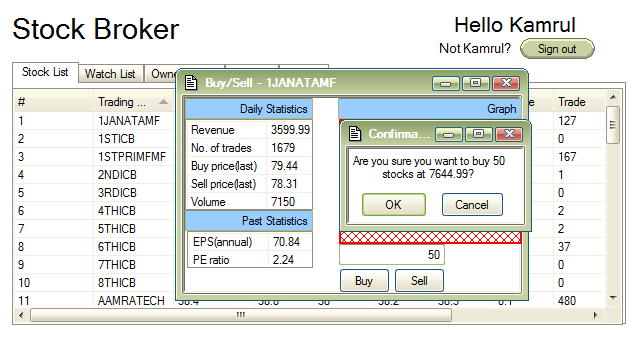 Stock Broker
Hello Kamrul
Not Kamrul? Sign out
Stock List Watch List
Buy/Sell - 1JANATAMF
# Trading ... Trade
Daily Statistics Graph
1 1JANATAMF 127
2 1STICB 0
3 1STPRIMFMF 167
4 2NDICB 0
5 3RDICB 0
6 4THICB 2
7 5THICB 2
8 6THICB 37
9 7THICB 0
10 8THICB 0
11 AAMRATECH 38.4 38.8 38 38.2 38.5 0.1 480
Revenue 3599.99
No. of trades 1679
Buy price(last) 79.44
Sell price(last) 78.31
Volume 7150
Past Statistics
EPS(annual) 70.84
PE ratio 2.24
50
Buy Sell
Confirma...
Are you sure you want to buy 50
stocks at 7644.99?
OK Cancel